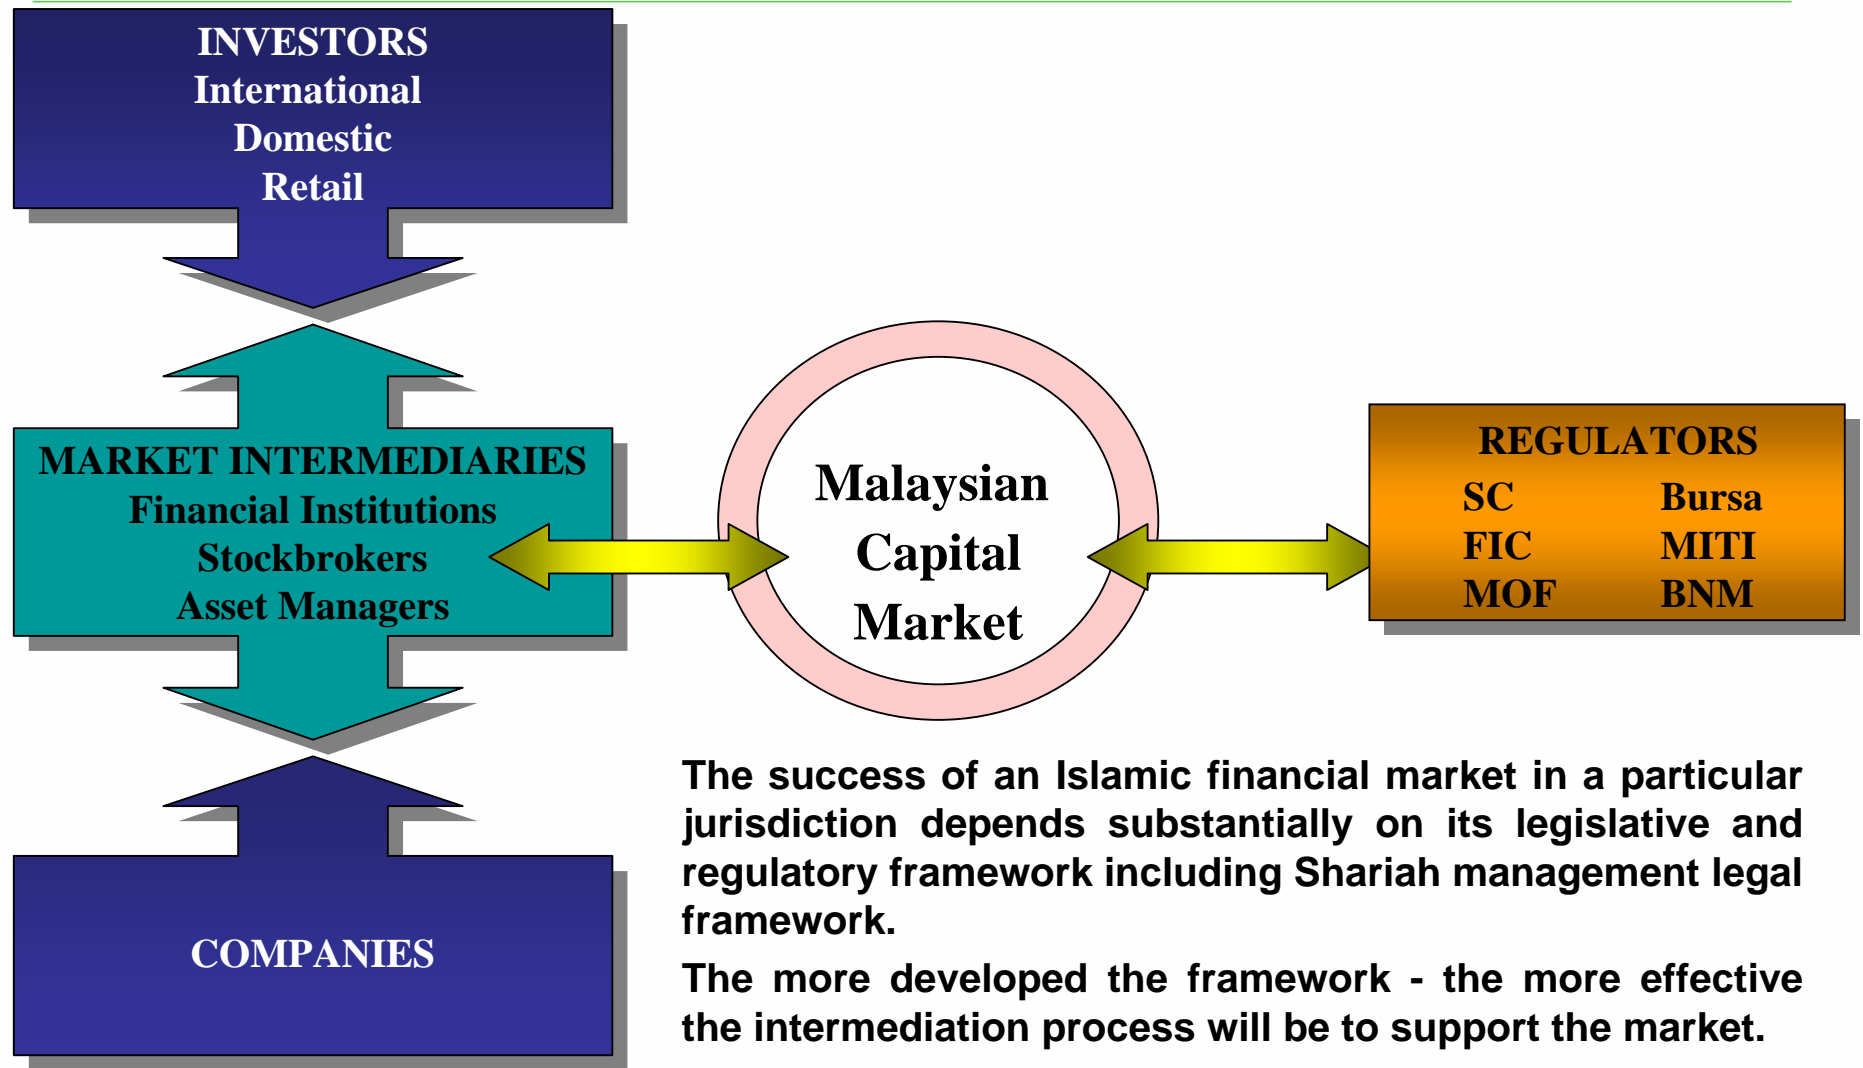 INVESTORS
International
Domestic
Retail
MARKET INTERMEDIARIES
Financial Institutions
Stockbrokers
Asset Managers
COMPANIES
Malaysian
Capital
Market
REGULATORS
SC Bursa
FIC MITI
MOF BNM
The success of an Islamic financial market in a particular
jurisdiction depends substantially on its legislative and
regulatory framework including Shariah management legal
framework.
The more developed the framework - the more effective
the intermediation process will be to support the market.